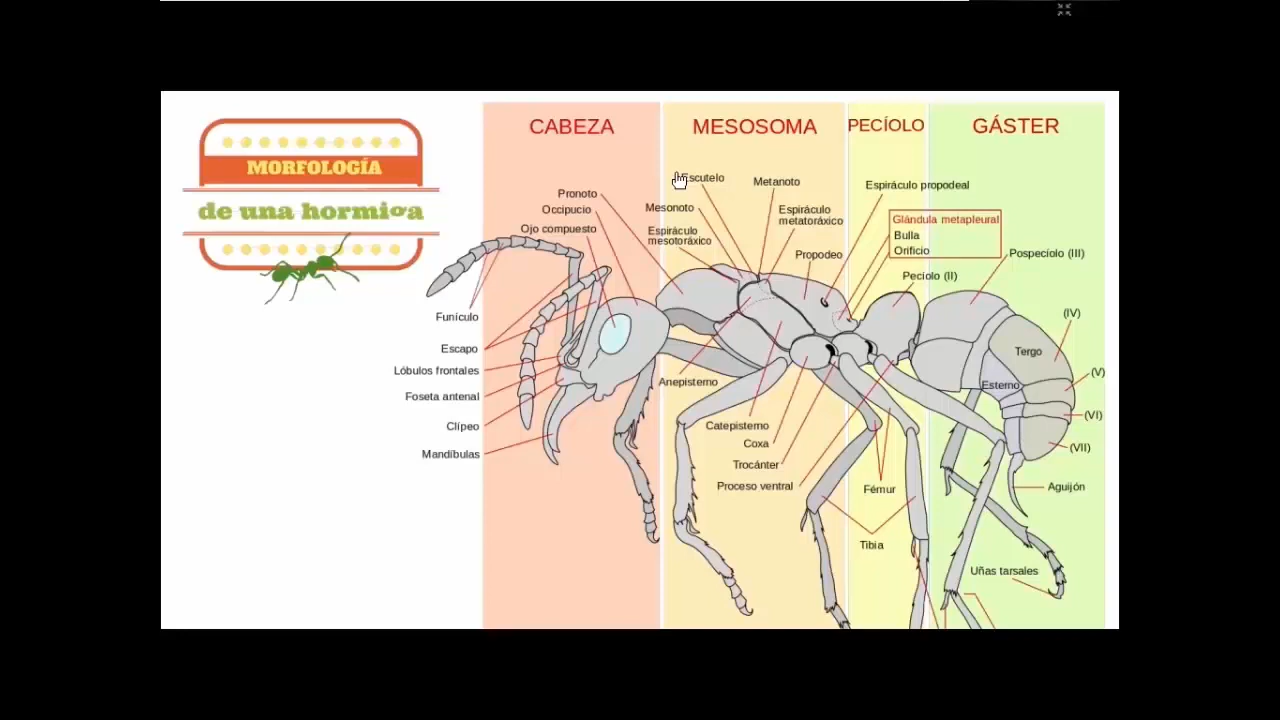 MORFOLOGÍA
de una hormiga
CABEZA
MESOSOMA
PECÍOLO
GÁSTER
Pronoto
Occipucio
Ojo compuesto
Funículo
Escapo
Lóbulos frontales
Foseta antenal
Clípeo
Mandíbulas
Escutelo
Mesonoto
Espiráculo
mesotoráxico
Metanoto
Espiráculo
metatoráxico
Propodeo
Espiráculo propodeal
Glándula metapleural
Bulla
Orificio
Pecíolo (II)
Pospecíolo (III)
(IV)
Tergo
(V)
Esterno
(VI)
(VII)
Aguijón
Anepisterno
Catepisterno
Coxa
Trocánter
Proceso ventral
Fémur
Tibia
Uñas tarsales